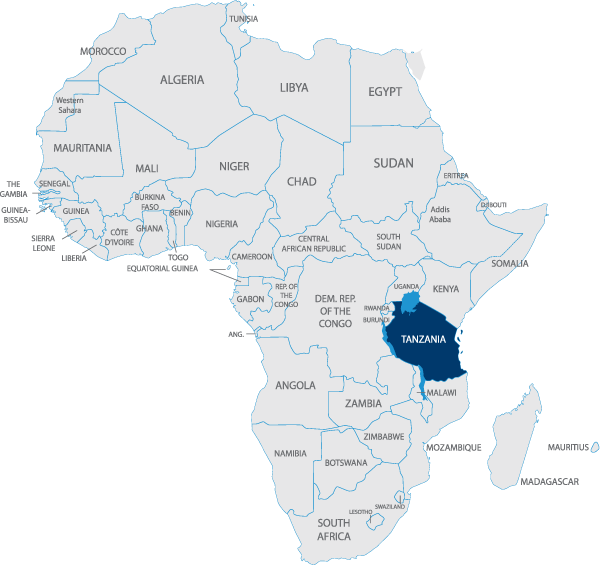 TUNISIA
MOROCCO
ALGERIA
LIBYA
EGYPT
Western
Sahara
MAURITANIA
MALI
NIGER
CHAD
SUDAN
ERITREA
THE
GAMBIA
SENEGAL
BURKINA
FASO
DJIBOUTI
GUINEA-
BISSAU
GUINEA
BENIN
Addis
Ababa
CÔTE
D'IVOIRE
GHANA
NIGERIA
SIERRA
LEONE
LIBERIA
TOGO
CENTRAL
AFRICAN REPUBLIC
SOUTH
SUDAN
CAMEROON
SOMALIA
EQUATORIAL GUINEA
UGANDA
KENYA
GABON
REP. OF
THE
CONGO
DEM. REP.
OF THE
CONGO
RWANDA
BURUNDI
ANG.
TANZANIA
ANGOLA
MALAWI
ZAMBIA
ZIMBABWE
MOZAMBIQUE
MAURITIUS
NAMIBIA
BOTSWANA
MADAGASCAR
SWAZILAND
LESOTHO
SOUTH
AFRICA